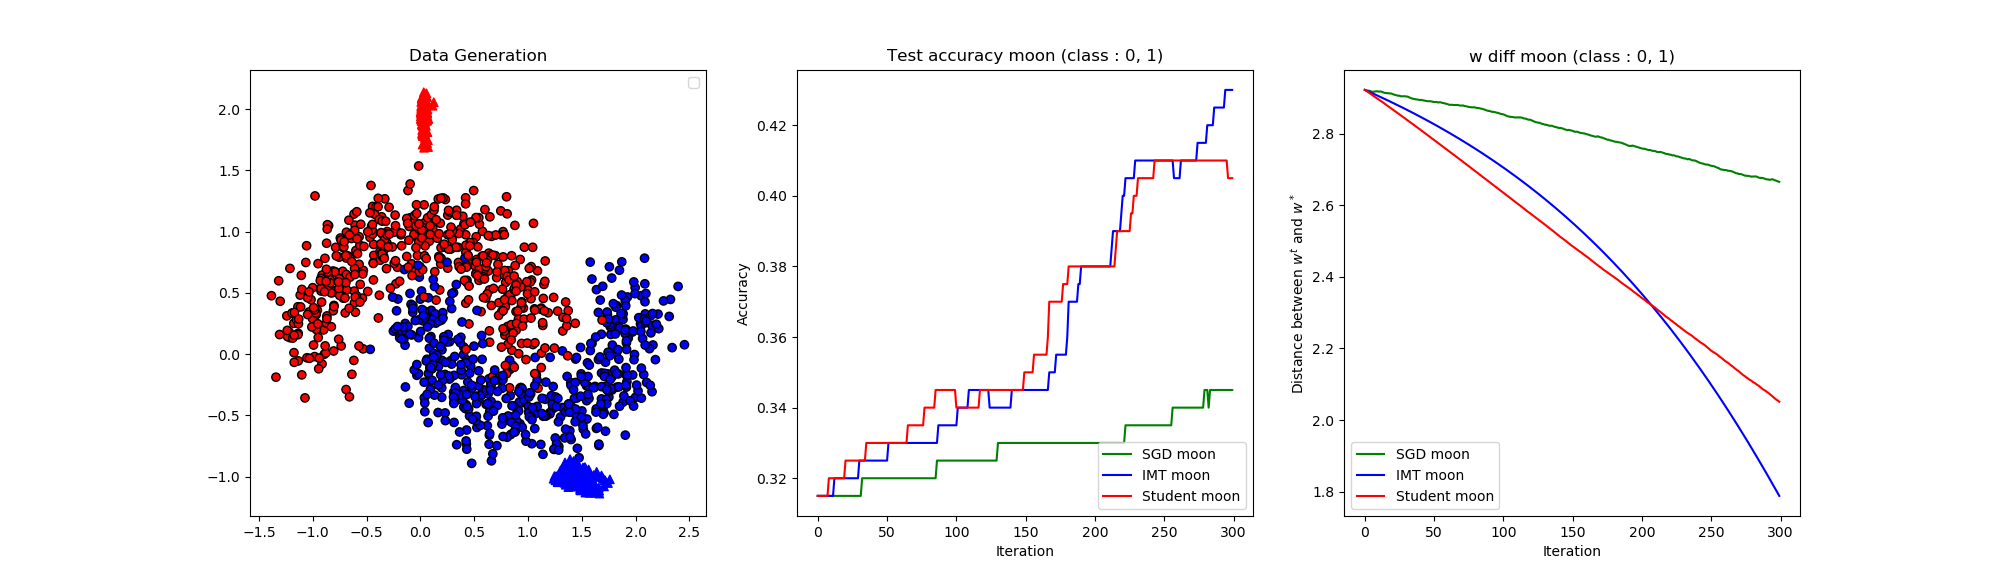 Data Generation
2.0
1.5
1.0
0.5
0.0
−0.5
−1.0
−1.5 −1.0 −0.5 0.0 0.5 1.0 1.5 2.0 2.5
Test accuracy moon (class : 0, 1)
Accuracy
0.42
0.40
0.38
0.36
0.34
0.32
SGD moon
IMT moon
Student moon
0 50 100 150 200 250 300
Iteration
w diff moon (class : 0, 1)
Distance between w^t and w^*
2.8
2.6
2.4
2.2
2.0
1.8
SGD moon
IMT moon
Student moon
0 50 100 150 200 250 300
Iteration